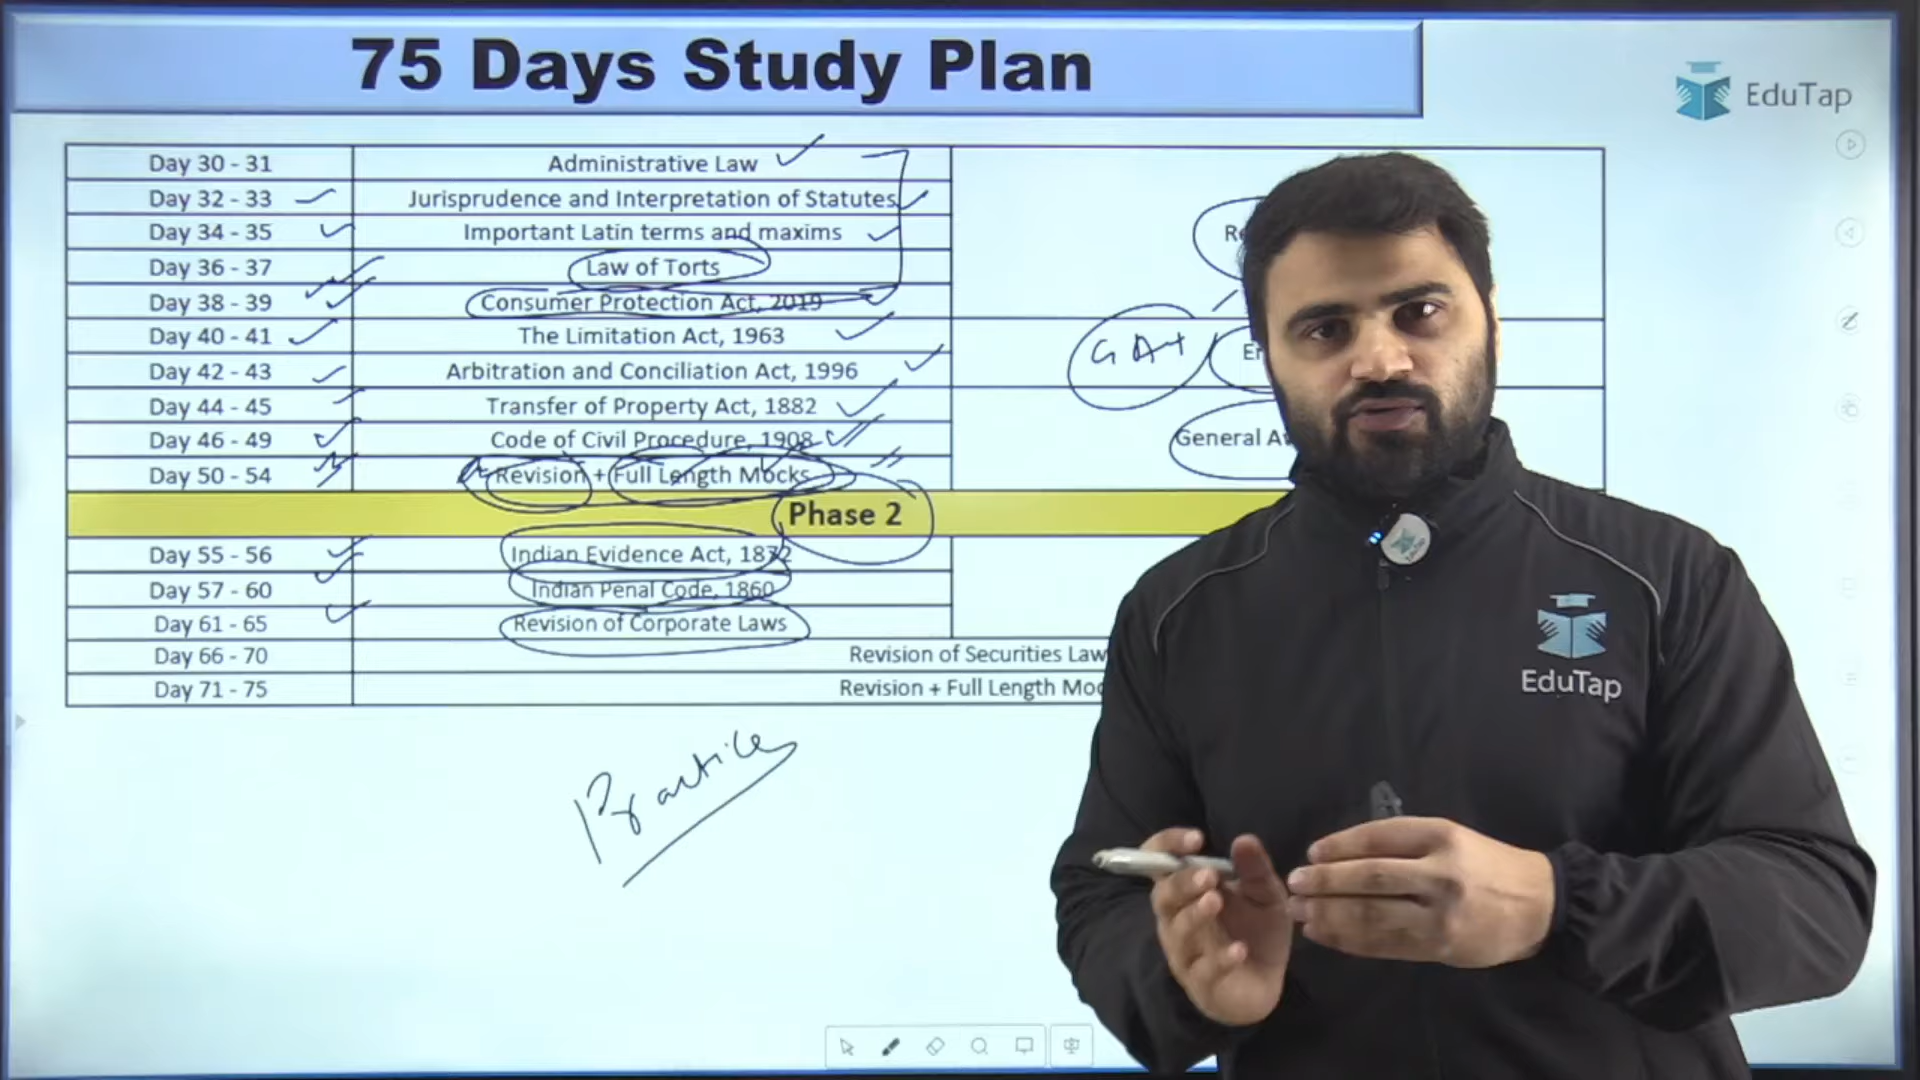 75 Days Study Plan
EduTap
Day 30 - 31 Administrative Law
Day 32 - 33 Jurisprudence and Interpretation of Statutes
Day 34 - 35 Important Latin terms and maxims
Day 36 - 37 Law of Torts
Day 38 - 39 Consumer Protection Act, 2019
Day 40 - 41 The Limitation Act, 1963
Day 42 - 43 Arbitration and Conciliation Act, 1996
GA+
Day 44 - 45 Transfer of Property Act, 1882
Day 46 - 49 Code of Civil Procedure, 1908 General
Day 50 - 54 Revision + Full Length Mocks
Phase 2
Day 55 - 56 Indian Evidence Act, 1872
Day 57 - 60 Indian Penal Code, 1860
Day 61 - 65 Revision of Corporate Laws
Day 66 - 70 Revision of Securities Law
Day 71 - 75 Revision + Full Length
EduTap
Practice